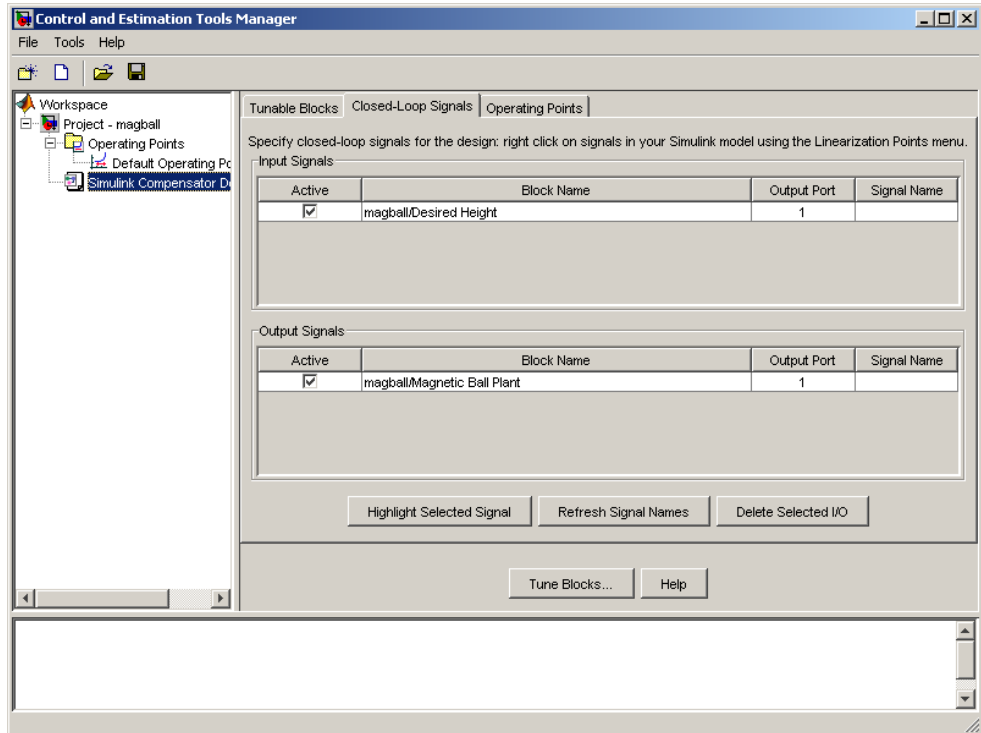 Control and Estimation Tools Manager
File Tools Help
Workspace
Project - magball
Operating Points
Default Operating Po
Simulink Compensator De
Tunable Blocks Closed-Loop Signals Operating Points
Specify closed-loop signals for the design: right click on signals in your Simulink model using the Linearization Points menu.
Input Signals
Active Block Name Output Port Signal Name
magball/Desired Height 1
Output Signals
Active Block Name Output Port Signal Name
magball/Magnetic Ball Plant 1
Highlight Selected Signal Refresh Signal Names Delete Selected I/O
Tune Blocks... Help